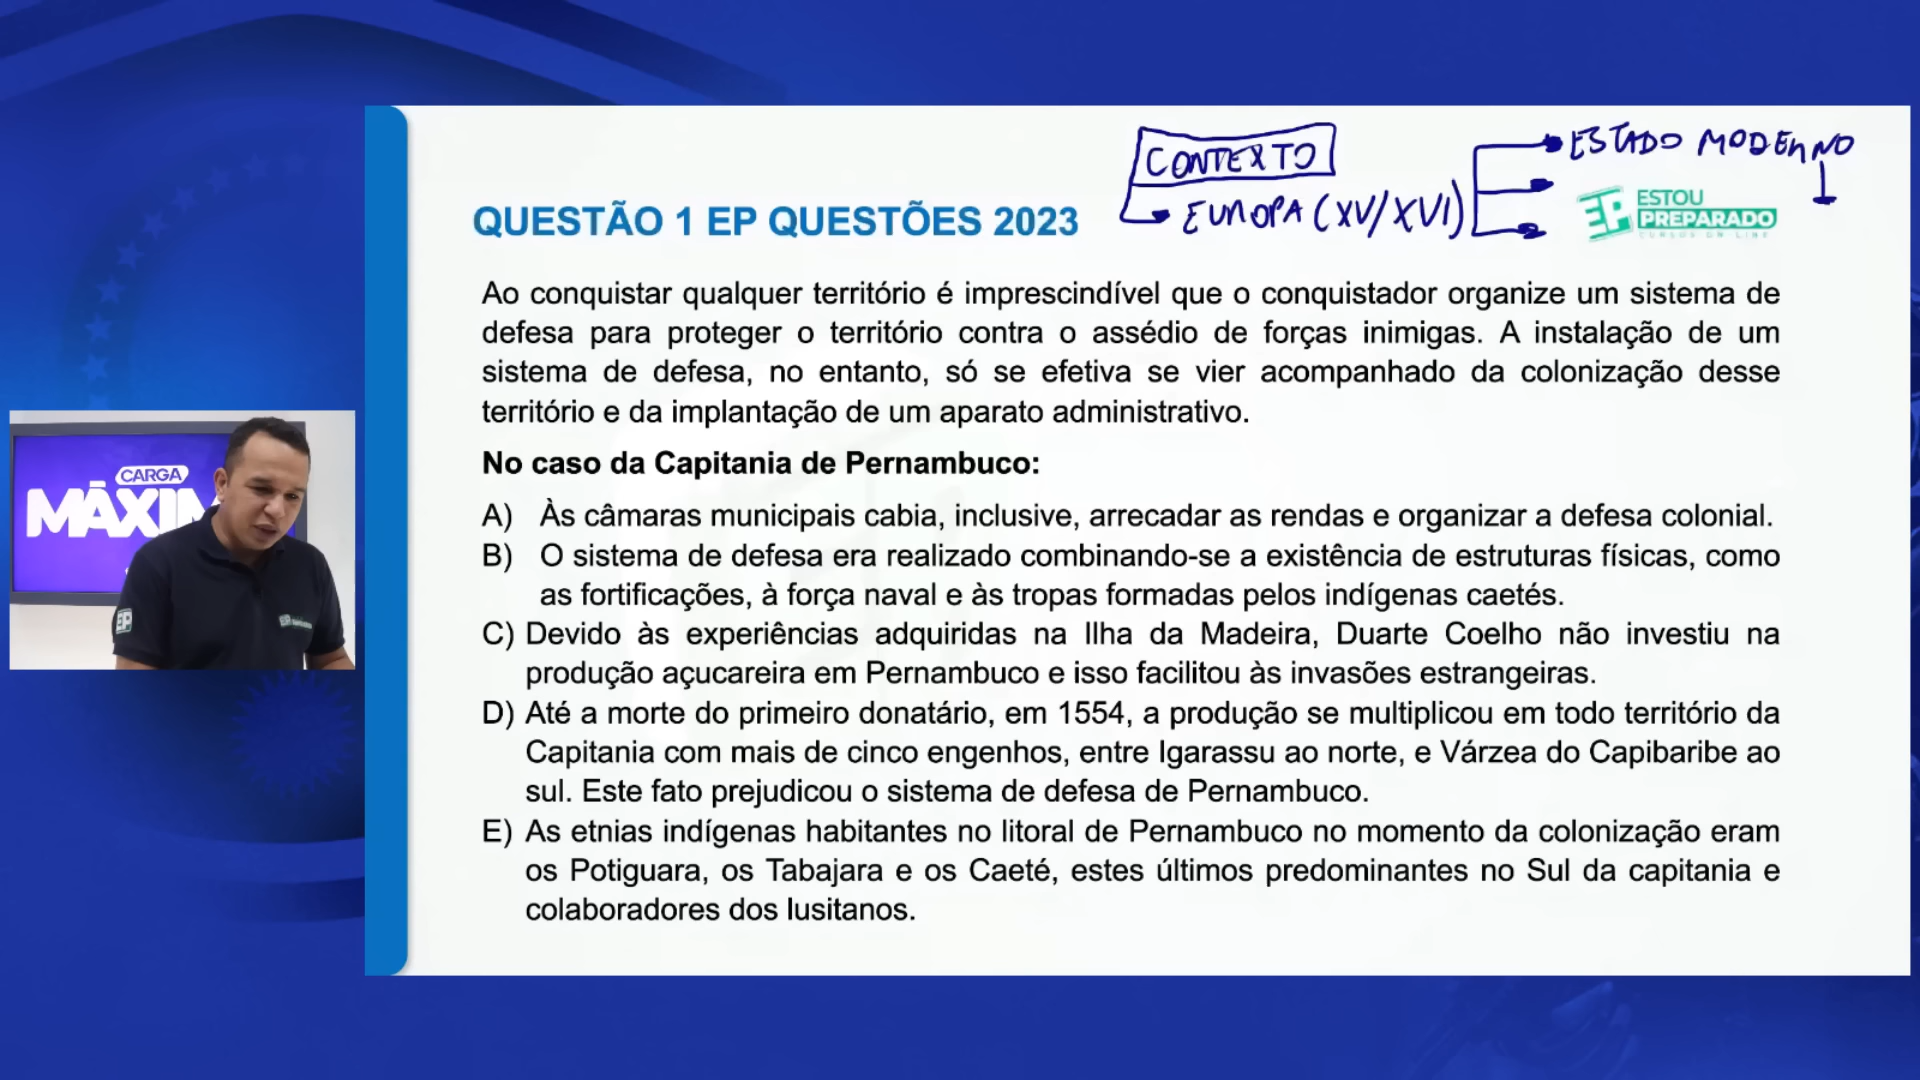 CONTEXTO
EUROPA (XV/XVI)
ESTADO MODERNO
ESTOU
PREPARADO
CURSOS ON-LINE
QUESTÃO 1 EP QUESTÕES 2023
Ao conquistar qualquer território é imprescindível que o conquistador organize um sistema de
defesa para proteger o território contra o assédio de forças inimigas. A instalação de um
sistema de defesa, no entanto, só se efetiva se vier acompanhado da colonização desse
território e da implantação de um aparato administrativo.
No caso da Capitania de Pernambuco:
A) Às câmaras municipais cabia, inclusive, arrecadar as rendas e organizar a defesa colonial.
B) O sistema de defesa era realizado combinando-se a existência de estruturas físicas, como
as fortificações, à força naval e às tropas formadas pelos indígenas caetés.
C) Devido às experiências adquiridas na Ilha da Madeira, Duarte Coelho não investiu na
produção açucareira em Pernambuco e isso facilitou às invasões estrangeiras.
D) Até a morte do primeiro donatário, em 1554, a produção se multiplicou em todo território da
Capitania com mais de cinco engenhos, entre Igarassu ao norte, e Várzea do Capibaribe ao
sul. Este fato prejudicou o sistema de defesa de Pernambuco.
E) As etnias indígenas habitantes no litoral de Pernambuco no momento da colonização eram
os Potiguara, os Tabajara e os Caeté, estes últimos predominantes no Sul da capitania e
colaboradores dos lusitanos.
CARGA
EP